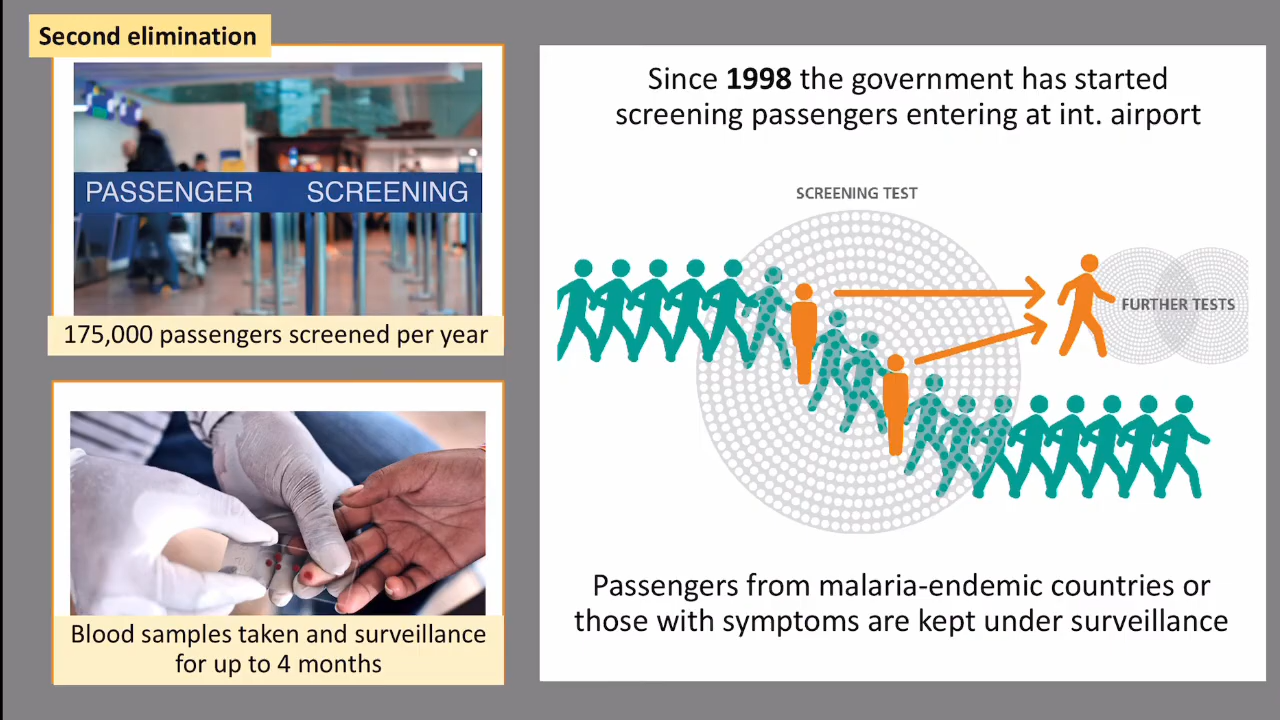 Second elimination
PASSENGER SCREENING
175,000 passengers screened per year
Blood samples taken and surveillance
for up to 4 months
Since 1998 the government has started
screening passengers entering at int. airport
SCREENING TEST
FURTHER TESTS
Passengers from malaria-endemic countries or
those with symptoms are kept under surveillance